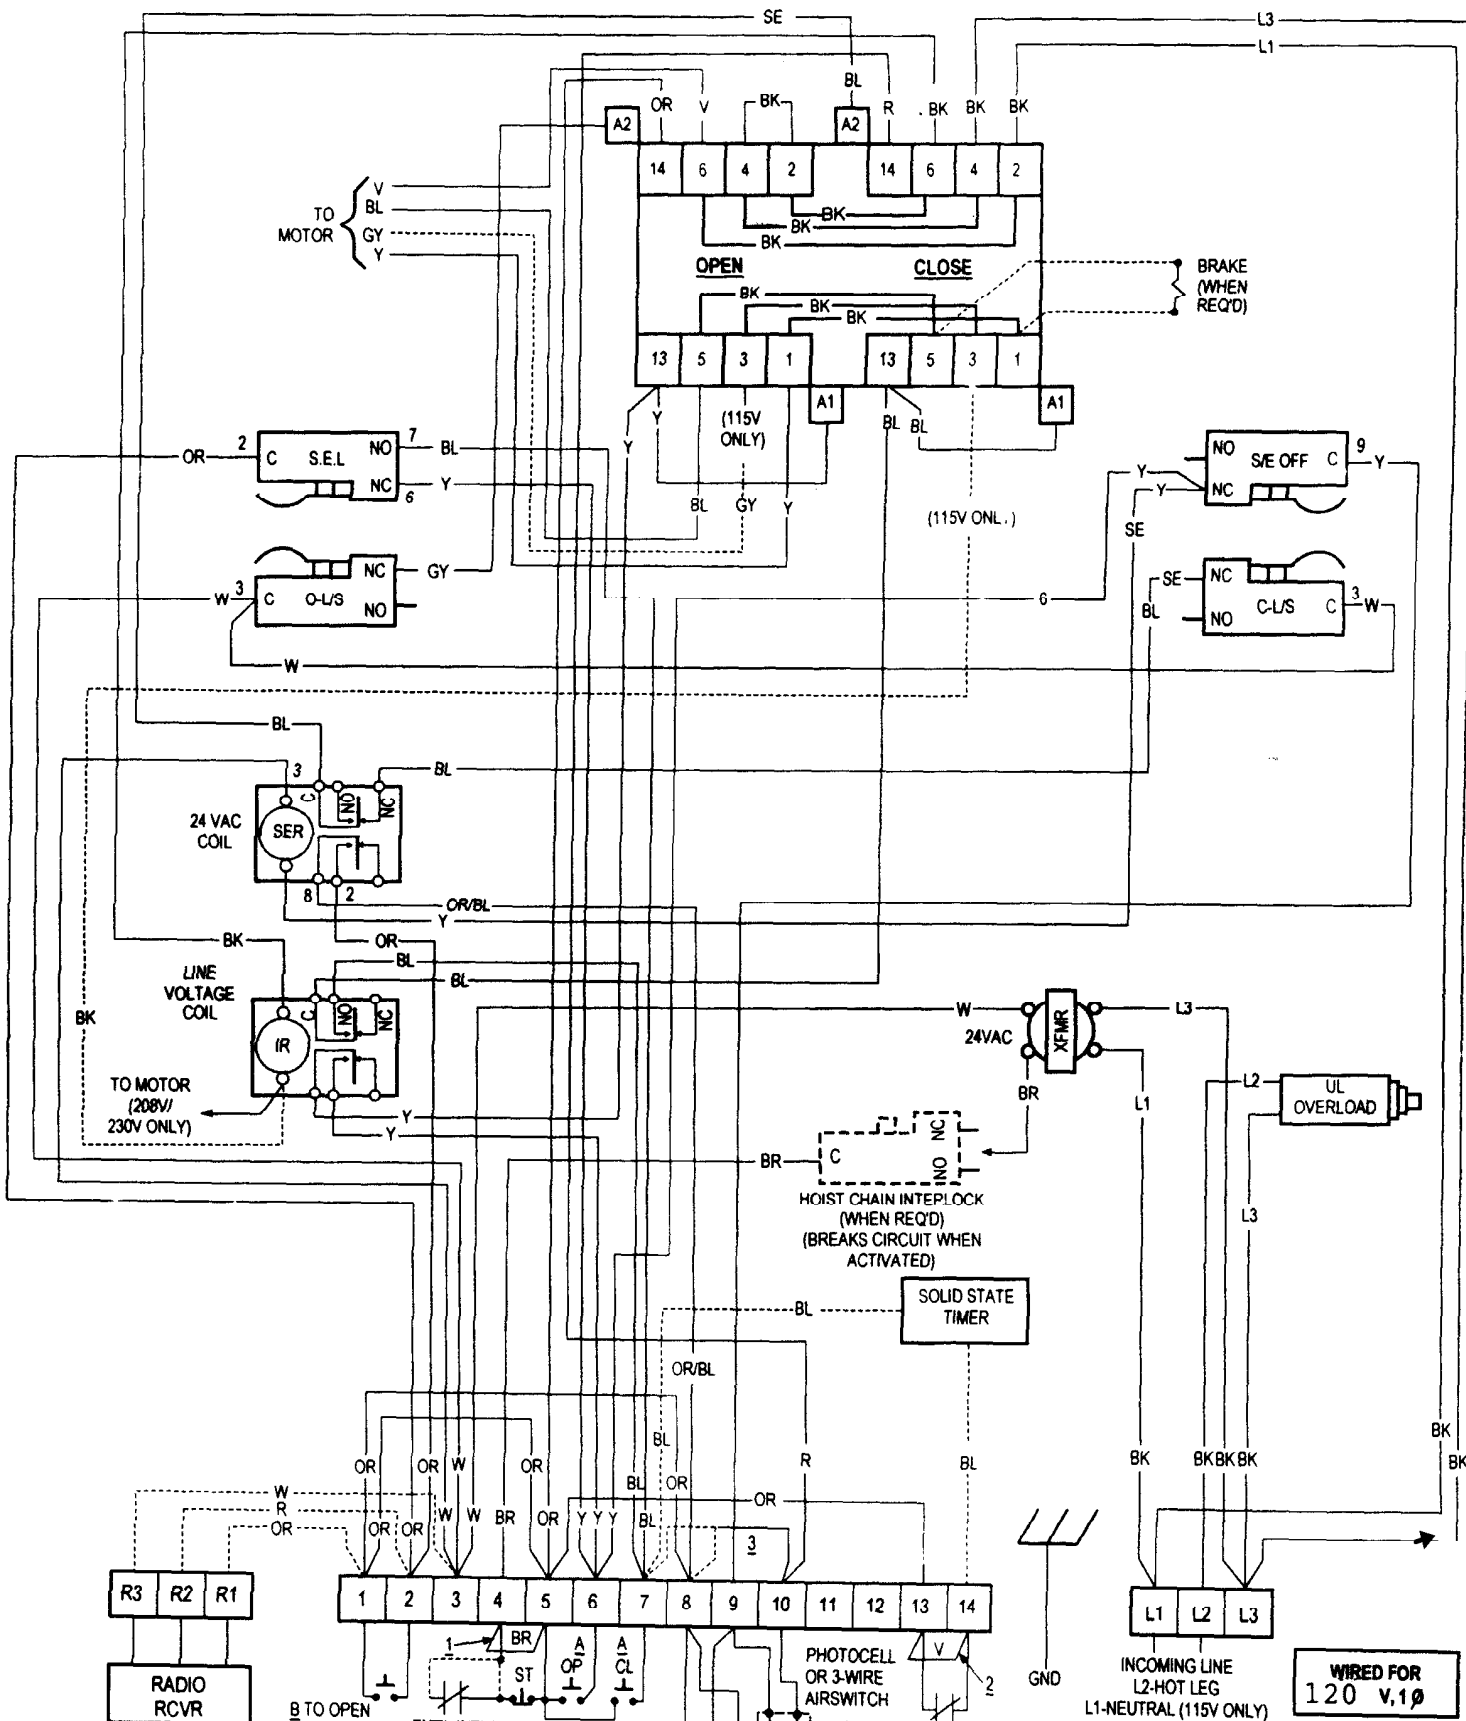 SE
L3
L1
BL
OR
V
BK
R
. BK
BK
BK
A2
A2
14
6
4
2
14
6
4
2
TO
MOTOR
V
BL
GY
Y
BK
BK
BK
OPEN
CLOSE
BRAKE
(WHEN
REQ'D)
BK
BK
BK
13
5
3
1
13
5
3
1
A1
A1
Y
Y
(115V
ONLY)
BL
BL
2
OR
C
S.E.L
NO
NC
7
6
BL
Y
BL
GY
Y
(115V ONL.)
NO
NC
S/E OFF
C
9
Y
Y
Y
SE
W
3
C
O-L/S
NC
NO
GY
6
SE
BL
NC
NO
C-L/S
C
3
W
W
BL
3
C
NO
NC
BL
24 VAC
COIL
SER
8
2
OR/BL
Y
BK
OR
BL
BL
LINE
VOLTAGE
COIL
C
NO
NC
IR
BK
TO MOTOR
(208V/
230V ONLY)
Y
Y
W
24VAC
XFMR
L3
BR
L1
L2
UL
OVERLOAD
BR
C
NC
NO
HOIST CHAIN INTERLOCK
(WHEN REQ'D)
(BREAKS CIRCUIT WHEN
ACTIVATED)
L3
BL
SOLID STATE
TIMER
OR/BL
BL
OR
OR
W
OR
BL
OR
R
BL
BK
BK
BK
BK
BK
BK
W
R
OR
OR
OR
W
W
BR
OR
Y
Y
Y
BL
OR
3
R3
R2
R1
1
2
3
4
5
6
7
8
9
10
11
12
13
14
L1
L2
L3
RADIO
RCVR
B TO OPEN
1
BR
ST
A
OP
A
CL
PHOTOCELL
OR 3-WIRE
AIRSWITCH
V
2
GND
INCOMING LINE
L2-HOT LEG
L1-NEUTRAL (115V ONLY)
WIRED FOR
120 V,1Ø